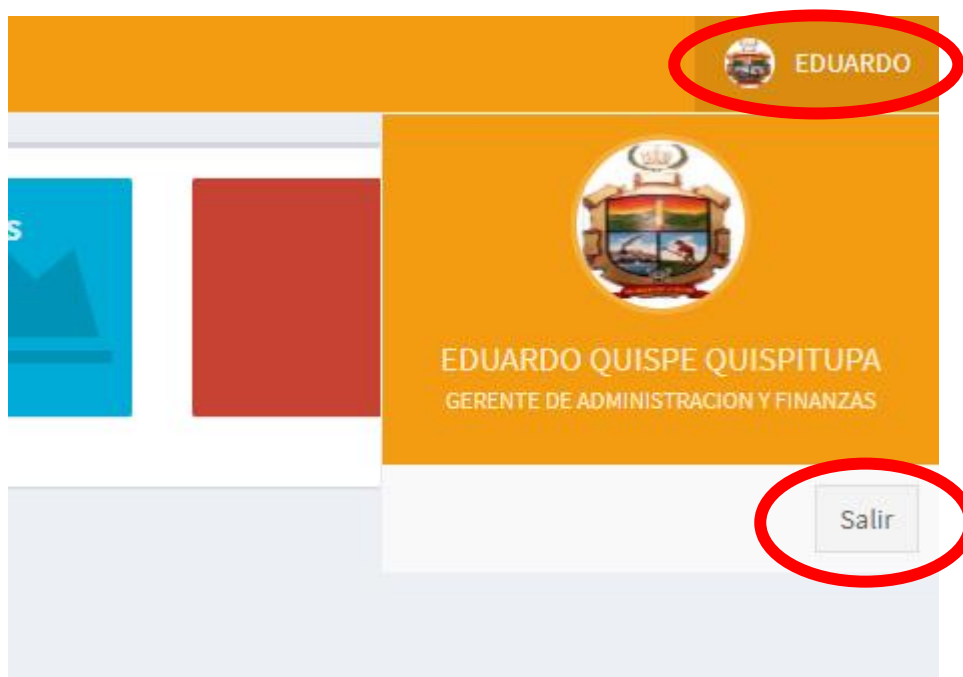 EDUARDO
S
EDUARDO QUISPE QUISPITUPA
GERENTE DE ADMINISTRACION Y FINANZAS
Salir